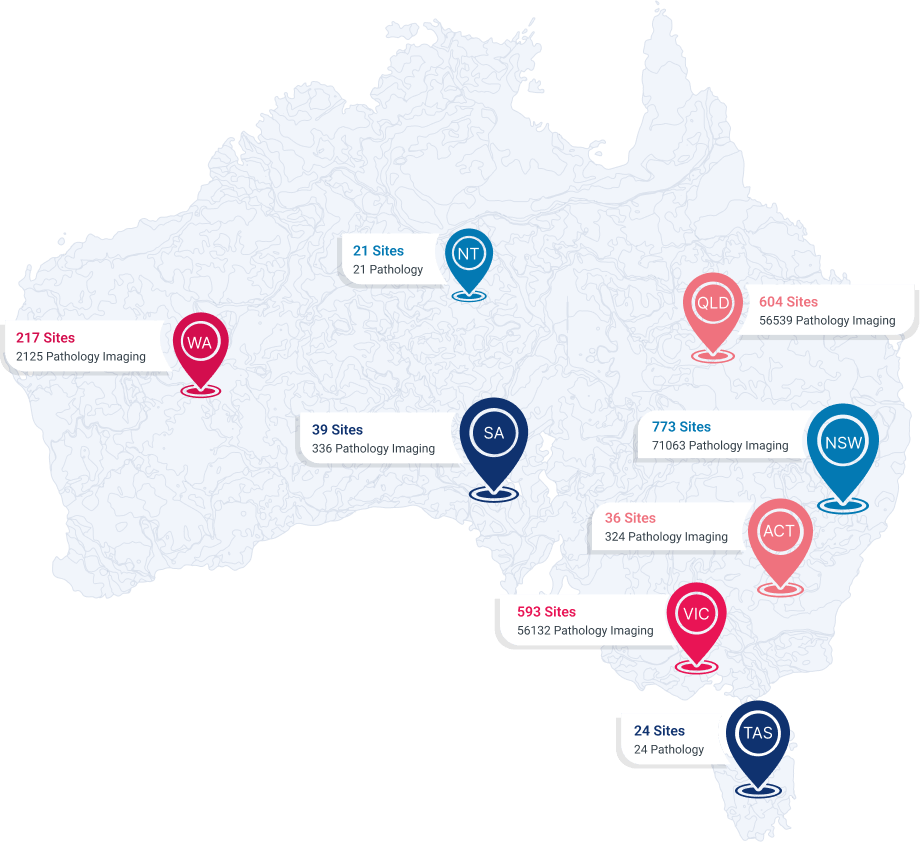 21 Sites
21 Pathology
NT
QLD
604 Sites
56539 Pathology Imaging
217 Sites
2125 Pathology Imaging
WA
39 Sites
336 Pathology Imaging
SA
773 Sites
71063 Pathology Imaging
NSW
36 Sites
324 Pathology Imaging
ACT
593 Sites
56132 Pathology Imaging
VIC
24 Sites
24 Pathology
TAS